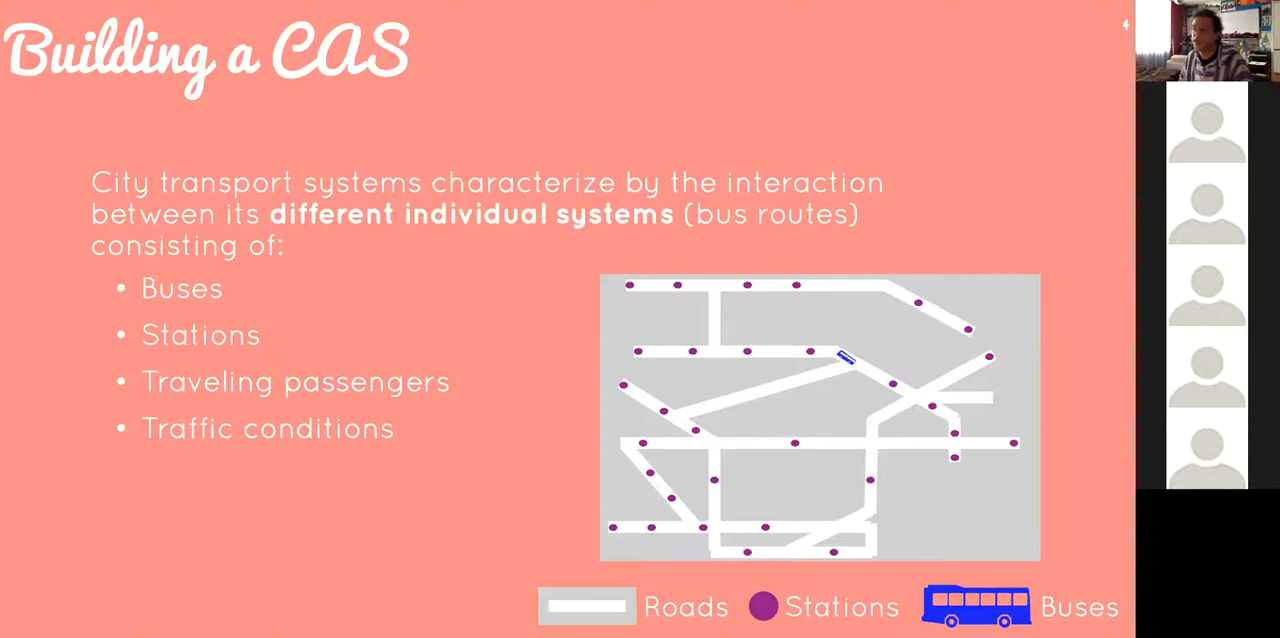 Building a CAS
4
City transport systems characterize by the interaction
between its different individual systems (bus routes)
consisting of:
• Buses
• Stations
• Traveling passengers
• Traffic conditions
Roads
Stations
Buses